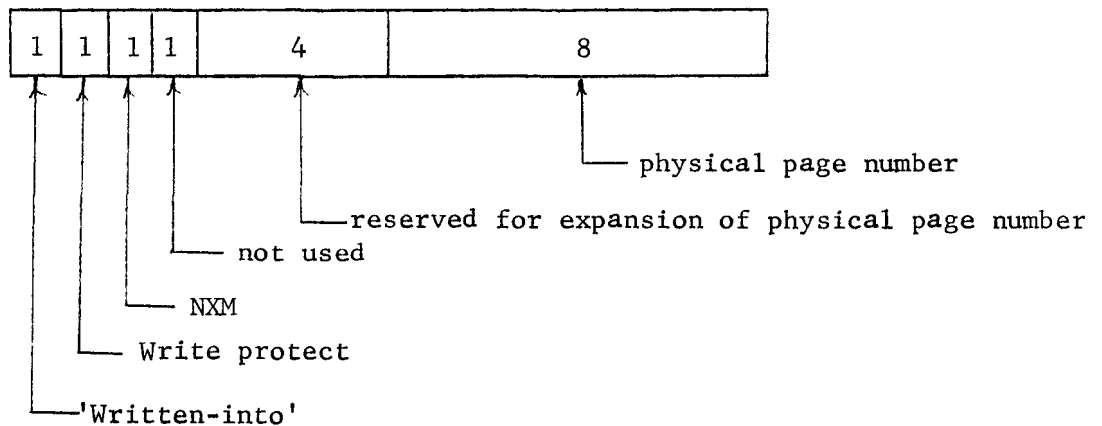 1 1 1 1 4 8
physical page number
reserved for expansion of physical page number
not used
NXM
Write protect
'Written-into'